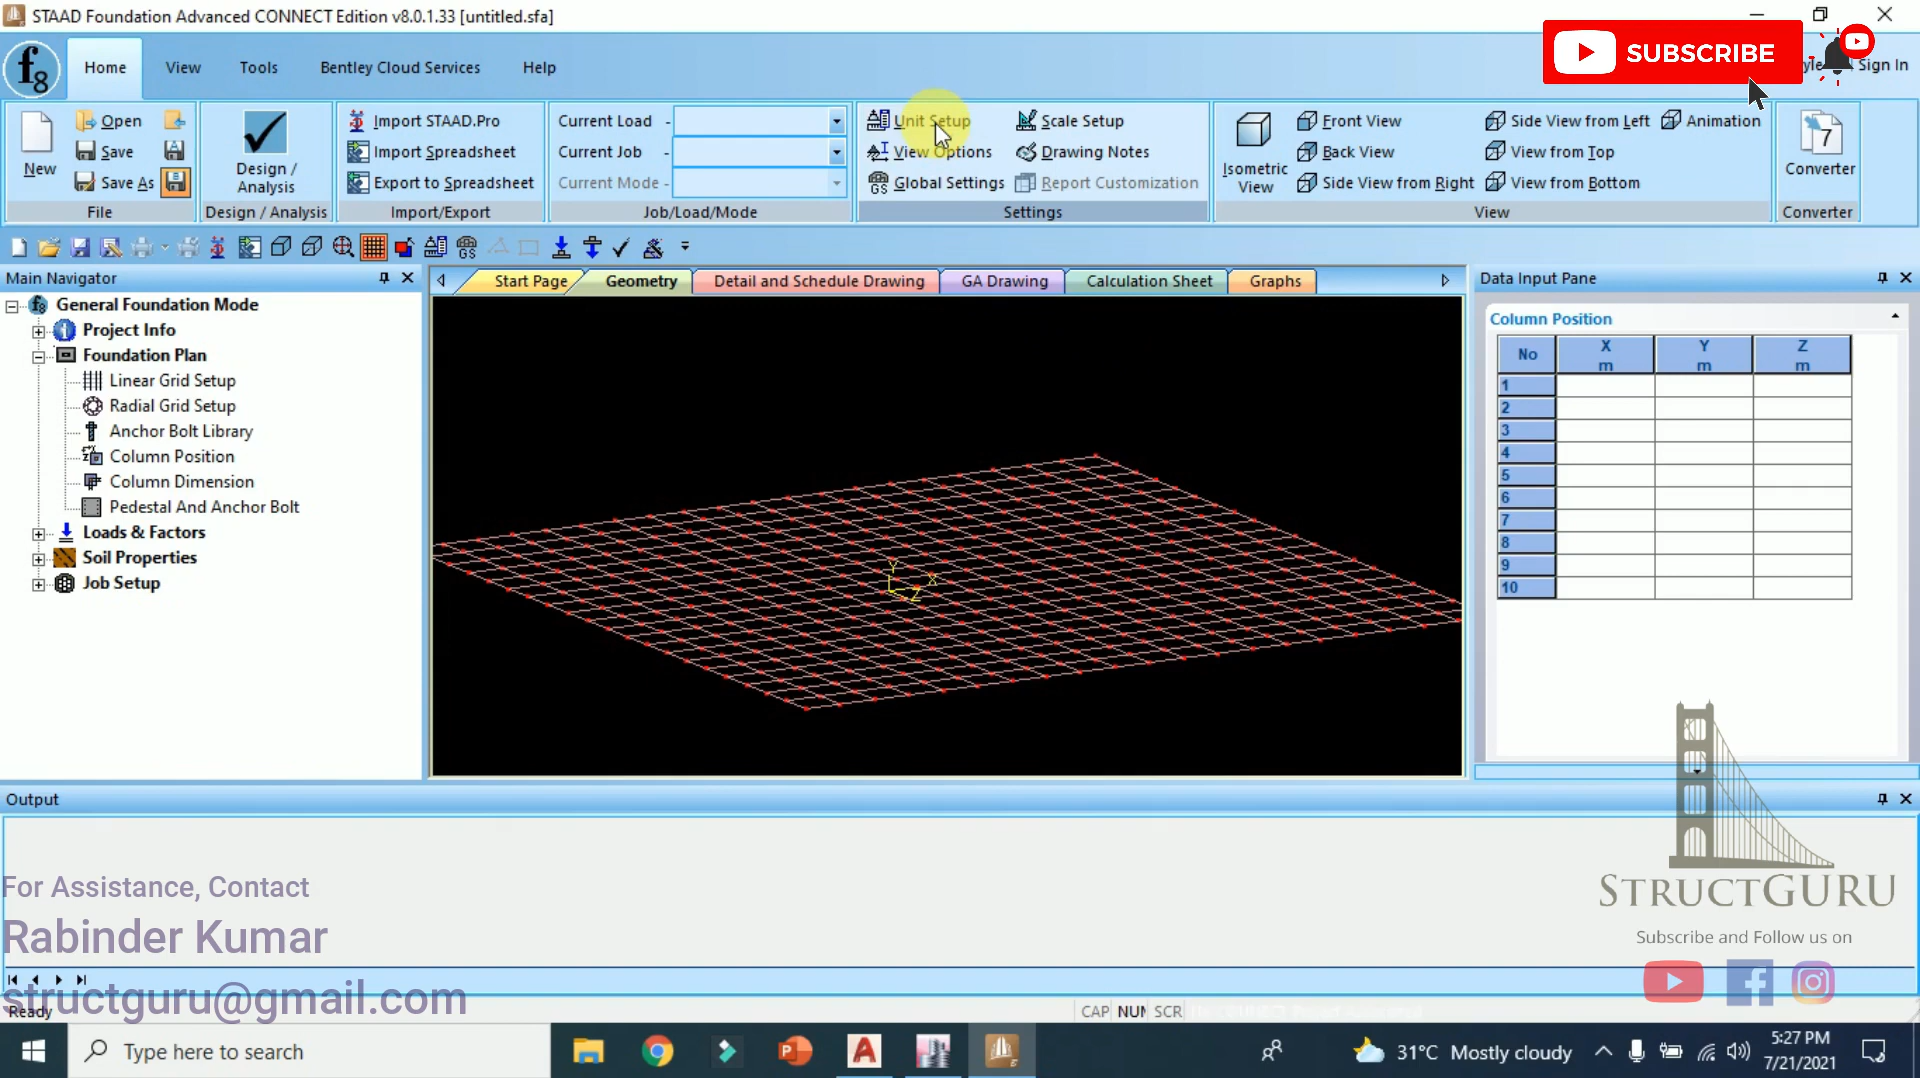 STAAD Foundation Advanced CONNECT Edition v8.0.1.33 [untitled.sfa]
f8
Home
View
Tools
Bentley Cloud Services
Help
SUBSCRIBE
Sign In
New
Open
Save
Save As
File
Design /
Analysis
Design / Analysis
Import STAAD.Pro
Import Spreadsheet
Export to Spreadsheet
Import/Export
Current Load -
Current Job -
Current Mode -
Job/Load/Mode
Unit Setup
View Options
Global Settings
Scale Setup
Drawing Notes
Report Customization
Settings
Isometric
View
Front View
Back View
Side View from Right
Side View from Left
View from Top
View from Bottom
Animation
View
7
Converter
Converter
GS
Main Navigator
Start Page
Geometry
Detail and Schedule Drawing
GA Drawing
Calculation Sheet
Graphs
Data Input Pane
General Foundation Mode
Project Info
Foundation Plan
Linear Grid Setup
Radial Grid Setup
Anchor Bolt Library
Column Position
Column Dimension
Pedestal And Anchor Bolt
Loads & Factors
Soil Properties
Job Setup
Y
X
Z
Column Position
No X Y Z
m m m
1
2
3
4
5
6
7
8
9
10
Output
For Assistance, Contact
Rabinder Kumar
structguru@gmail.com
STRUCTGURU
Subscribe and Follow us on
Ready
CAP NUM SCR
Type here to search
31°C Mostly cloudy
5:27 PM
7/21/2021